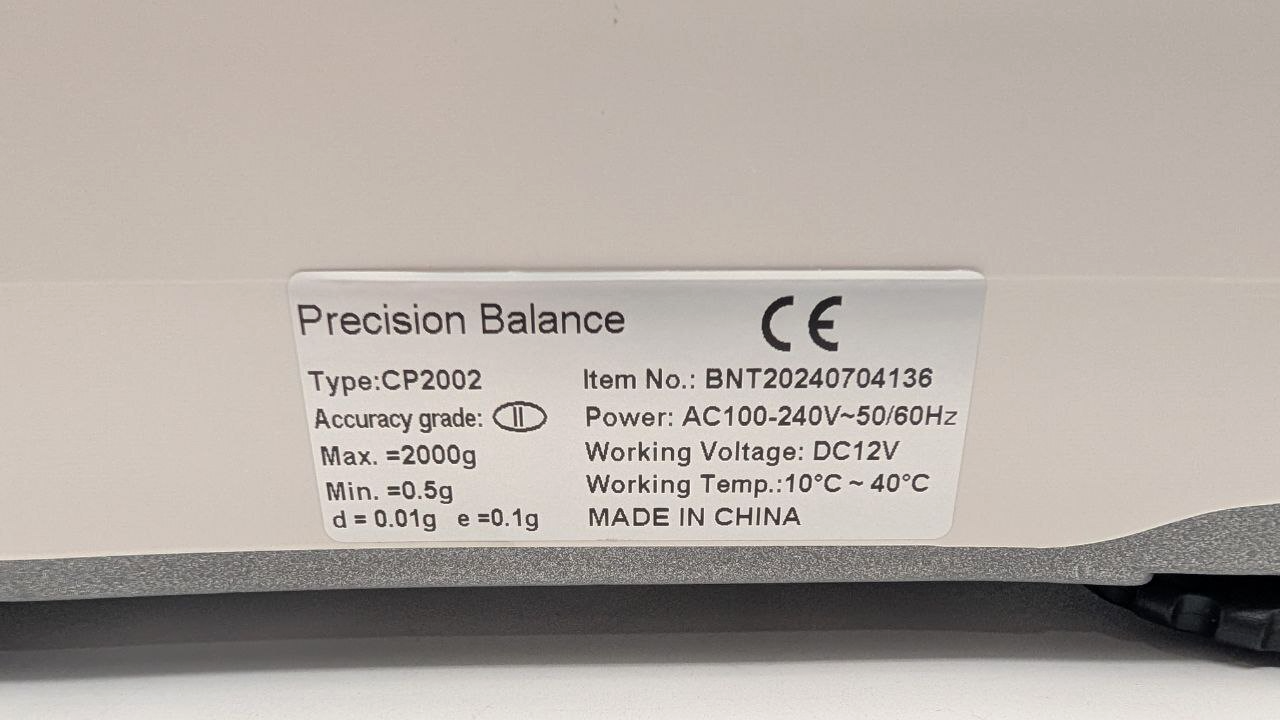 Precision Balance
CE
Type:CP2002
Accuracy grade: II
Max. =2000g
Min. =0.5g
d = 0.01g e =0.1g
Item No.: BNT20240704136
Power: AC100-240V~50/60Hz
Working Voltage: DC12V
Working Temp.:10°C ~ 40°C
MADE IN CHINA